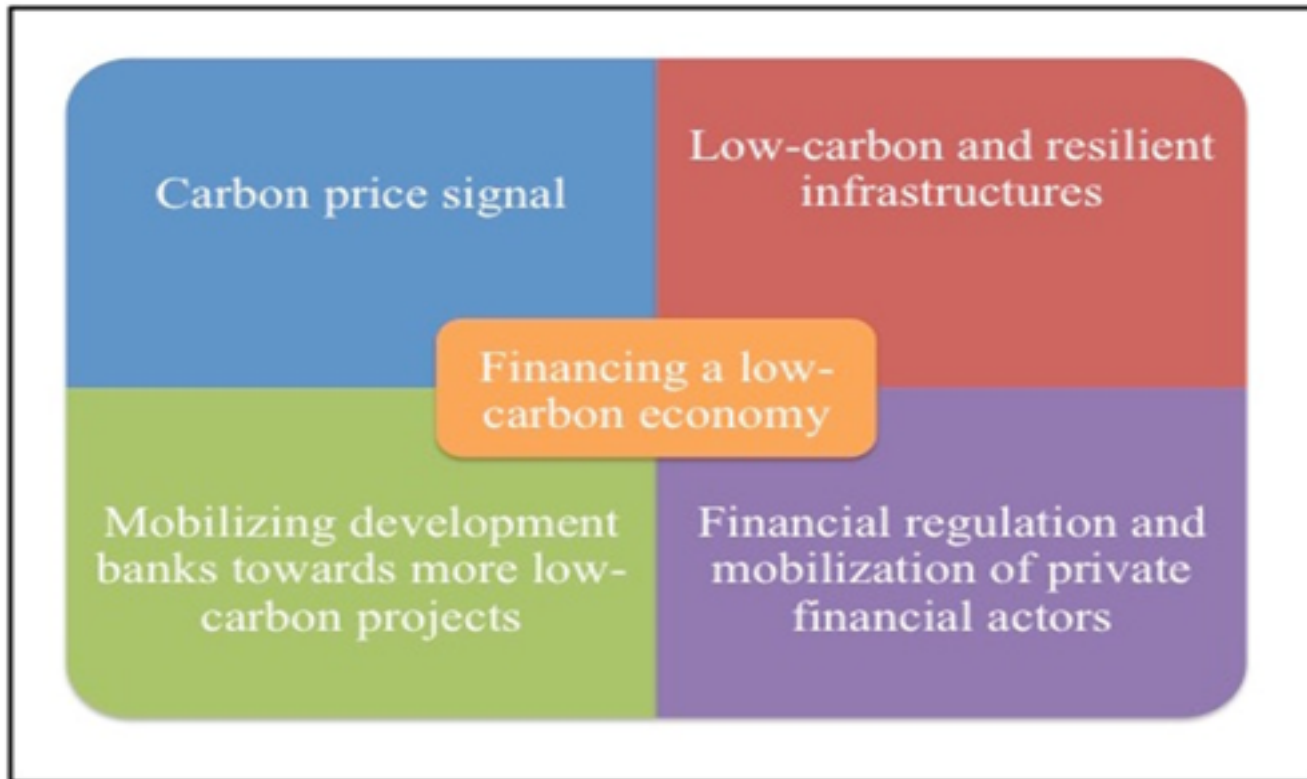 Carbon price signal
Low-carbon and resilient
infrastructures
Financing a low-
carbon economy
Mobilizing development
banks towards more low-
carbon projects
Financial regulation and
mobilization of private
financial actors